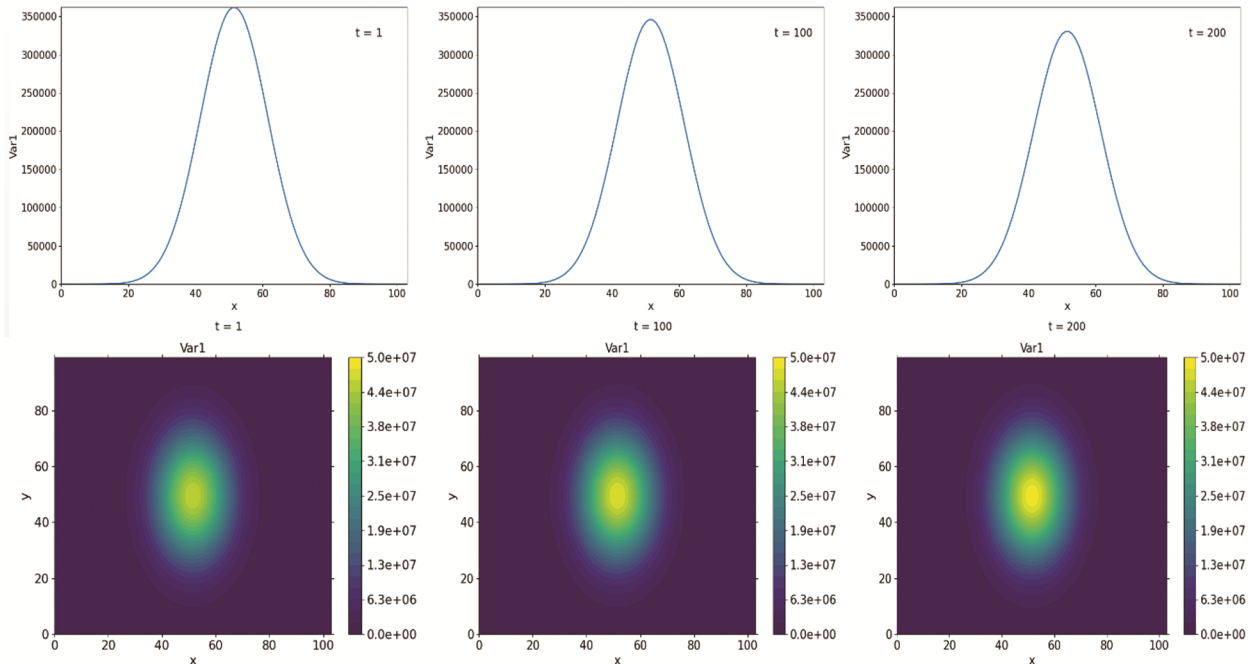 350000
300000
250000
200000
150000
100000
50000
0
Var1
t = 1
0 20 40 60 80 100
x
350000
300000
250000
200000
150000
100000
50000
0
Var1
t = 100
0 20 40 60 80 100
x
350000
300000
250000
200000
150000
100000
50000
0
Var1
t = 200
0 20 40 60 80 100
x
t = 1
Var1
80
60
40
20
0
y
0 20 40 60 80 100
x
5.0e+07
4.4e+07
3.8e+07
3.1e+07
2.5e+07
1.9e+07
1.3e+07
6.3e+06
0.0e+00
t = 100
Var1
80
60
40
20
0
y
0 20 40 60 80 100
x
5.0e+07
4.4e+07
3.8e+07
3.1e+07
2.5e+07
1.9e+07
1.3e+07
6.3e+06
0.0e+00
t = 200
Var1
80
60
40
20
0
y
0 20 40 60 80 100
x
5.0e+07
4.4e+07
3.8e+07
3.1e+07
2.5e+07
1.9e+07
1.3e+07
6.3e+06
0.0e+00